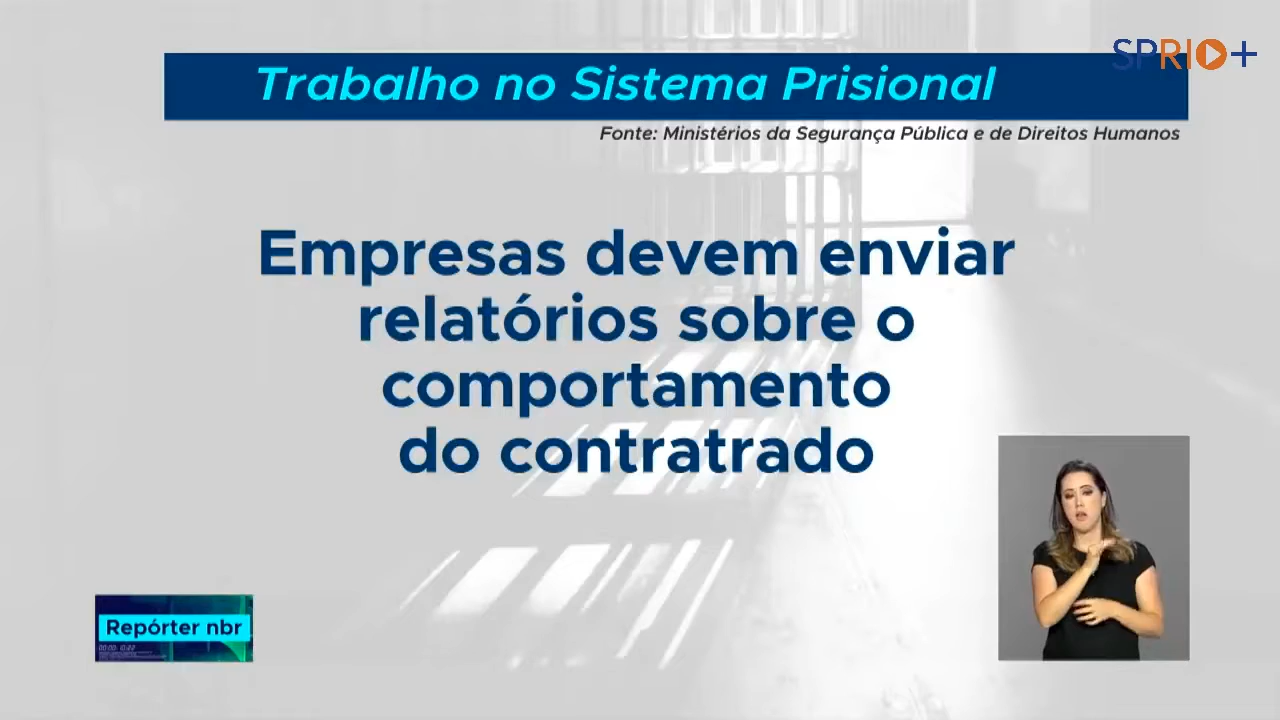 SPRIO+
Trabalho no Sistema Prisional
Fonte: Ministérios da Segurança Pública e de Direitos Humanos
Empresas devem enviar
relatórios sobre o
comportamento
do contratrado
Repórter nbr